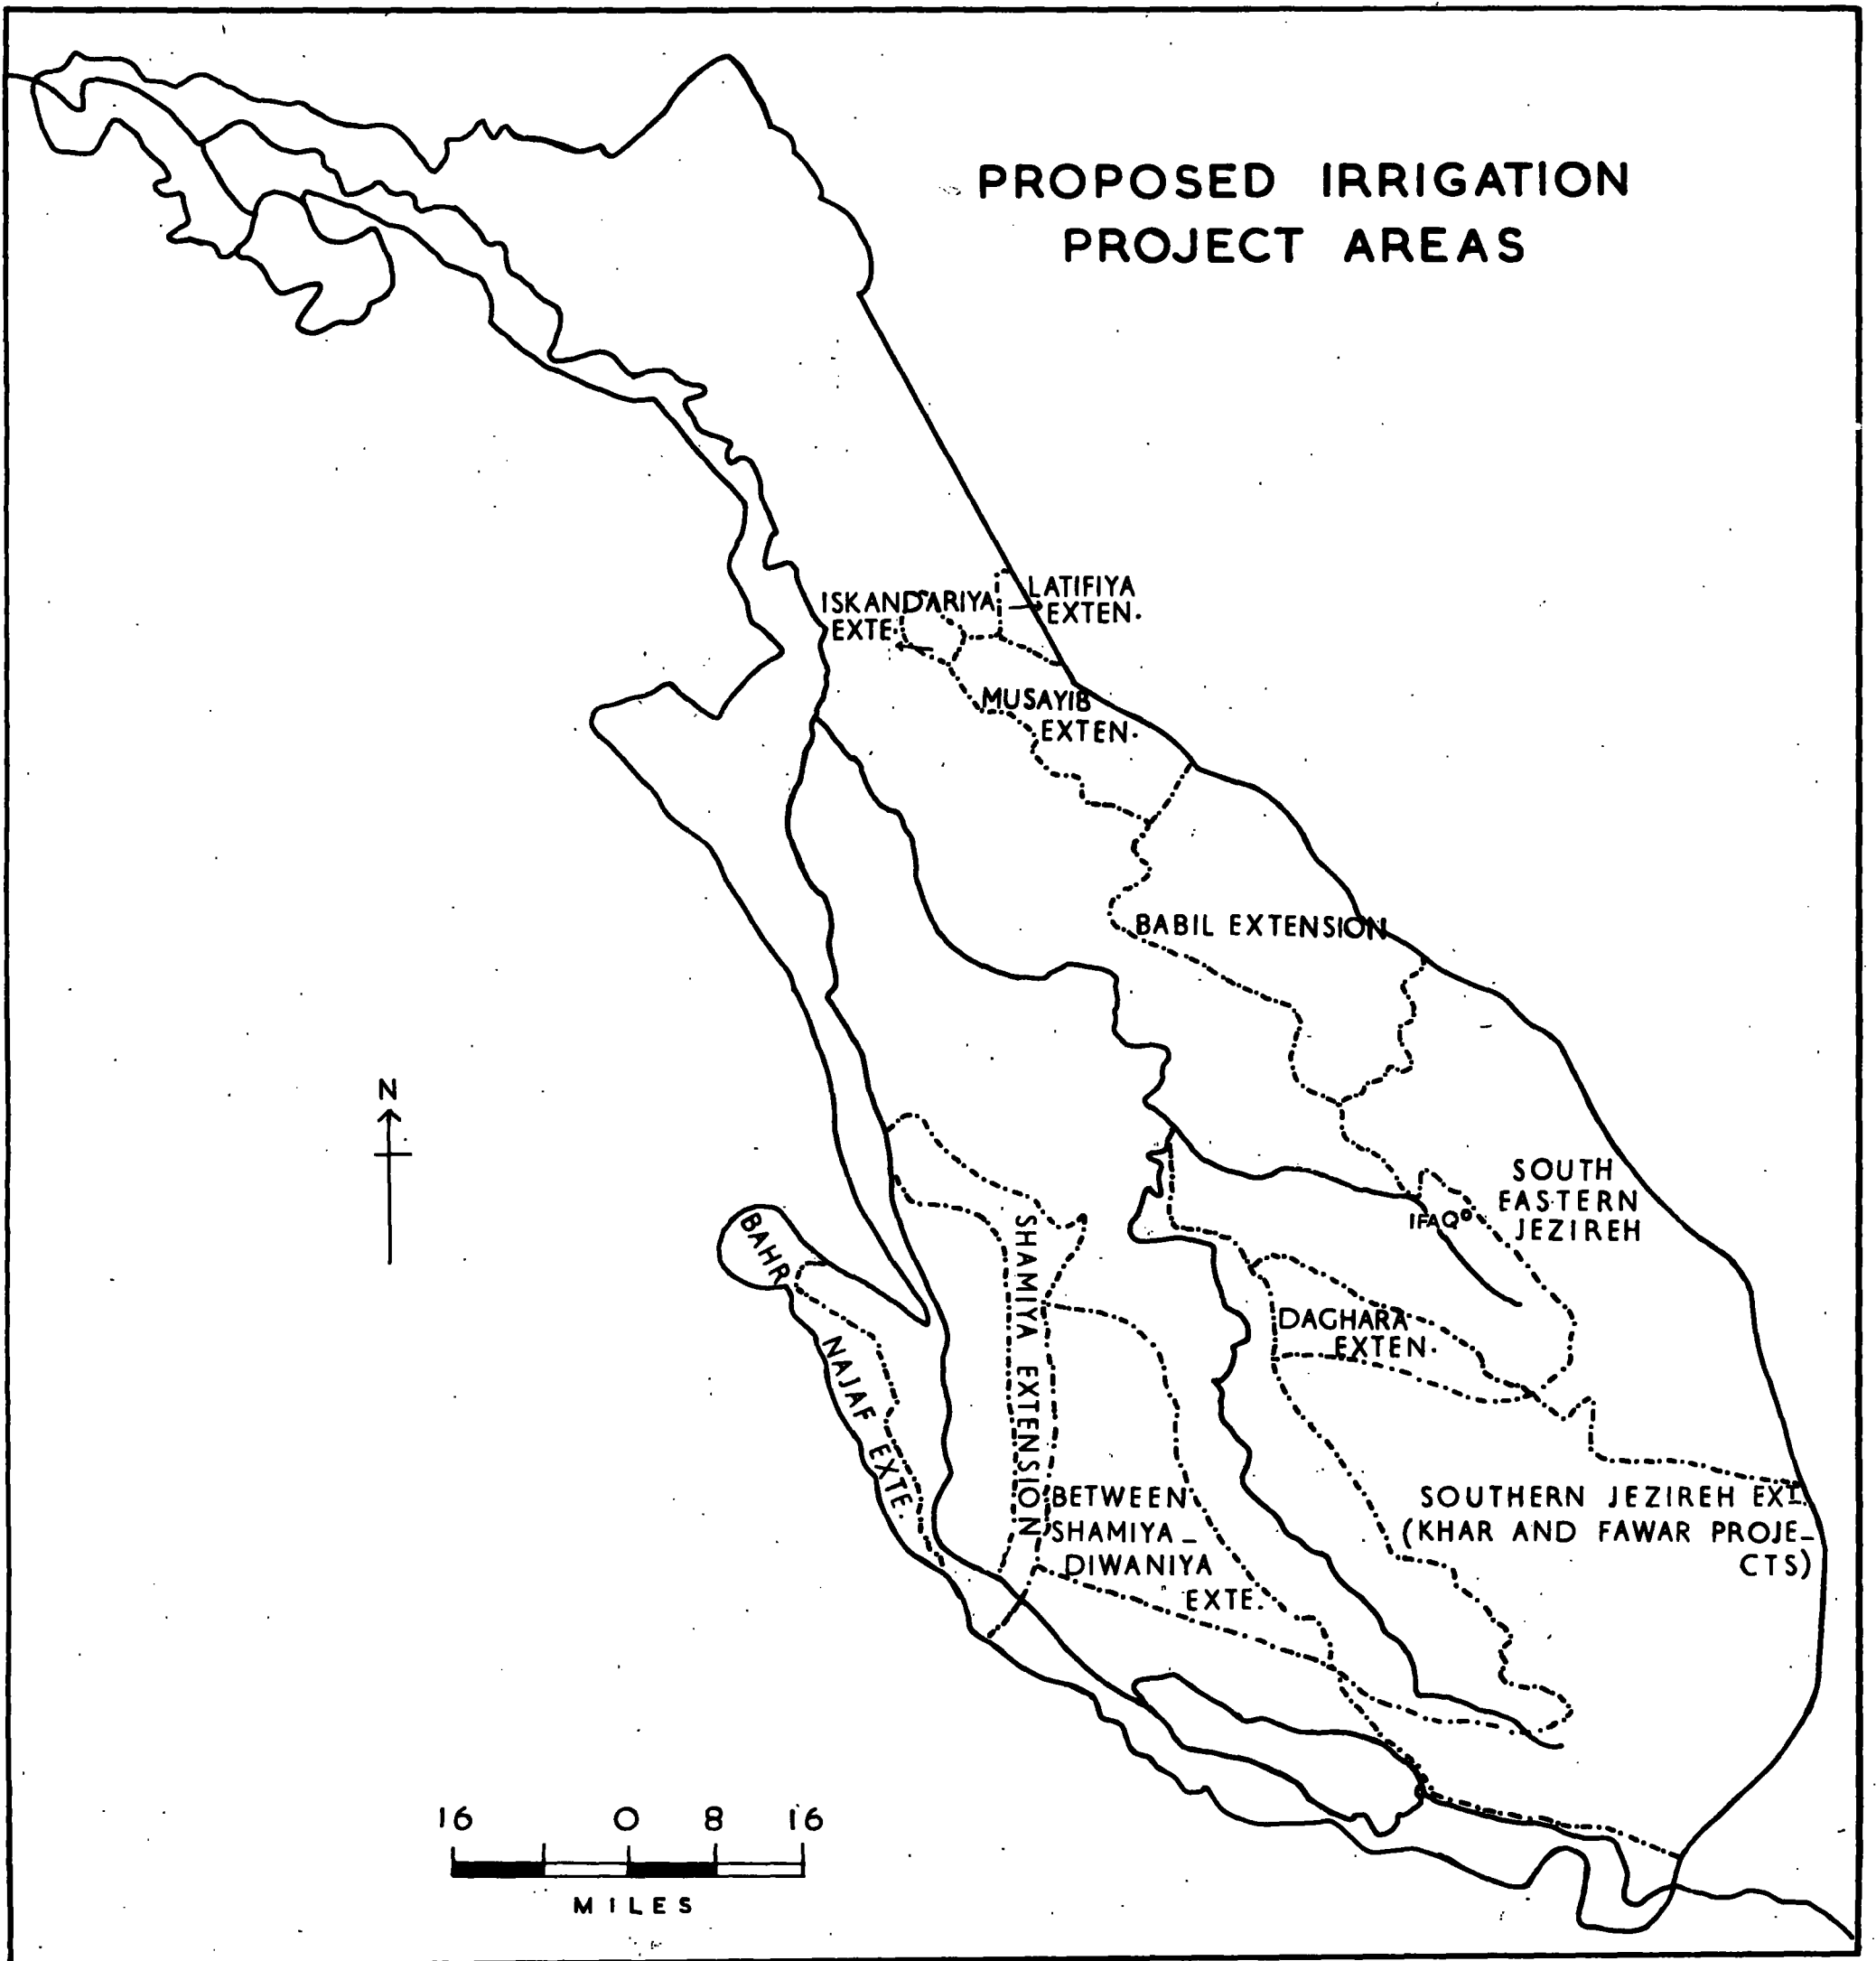 PROPOSED IRRIGATION
PROJECT AREAS
ISKANDARIYA
EXTE.
LATIFIYA
EXTEN.
MUSAYIB
EXTEN.
BABIL EXTENSION
N
SOUTH
EASTERN
JEZIREH
IFAQ
BAHR
NAJAF EXTE.
SHAMIYA EXTENSION
DAGHARA
EXTEN.
BETWEEN
SHAMIYA –
DIWANIYA
EXTE.
SOUTHERN JEZIREH EXT.
(KHAR AND FAWAR PROJE–
CTS)
16 0 8 16
MILES